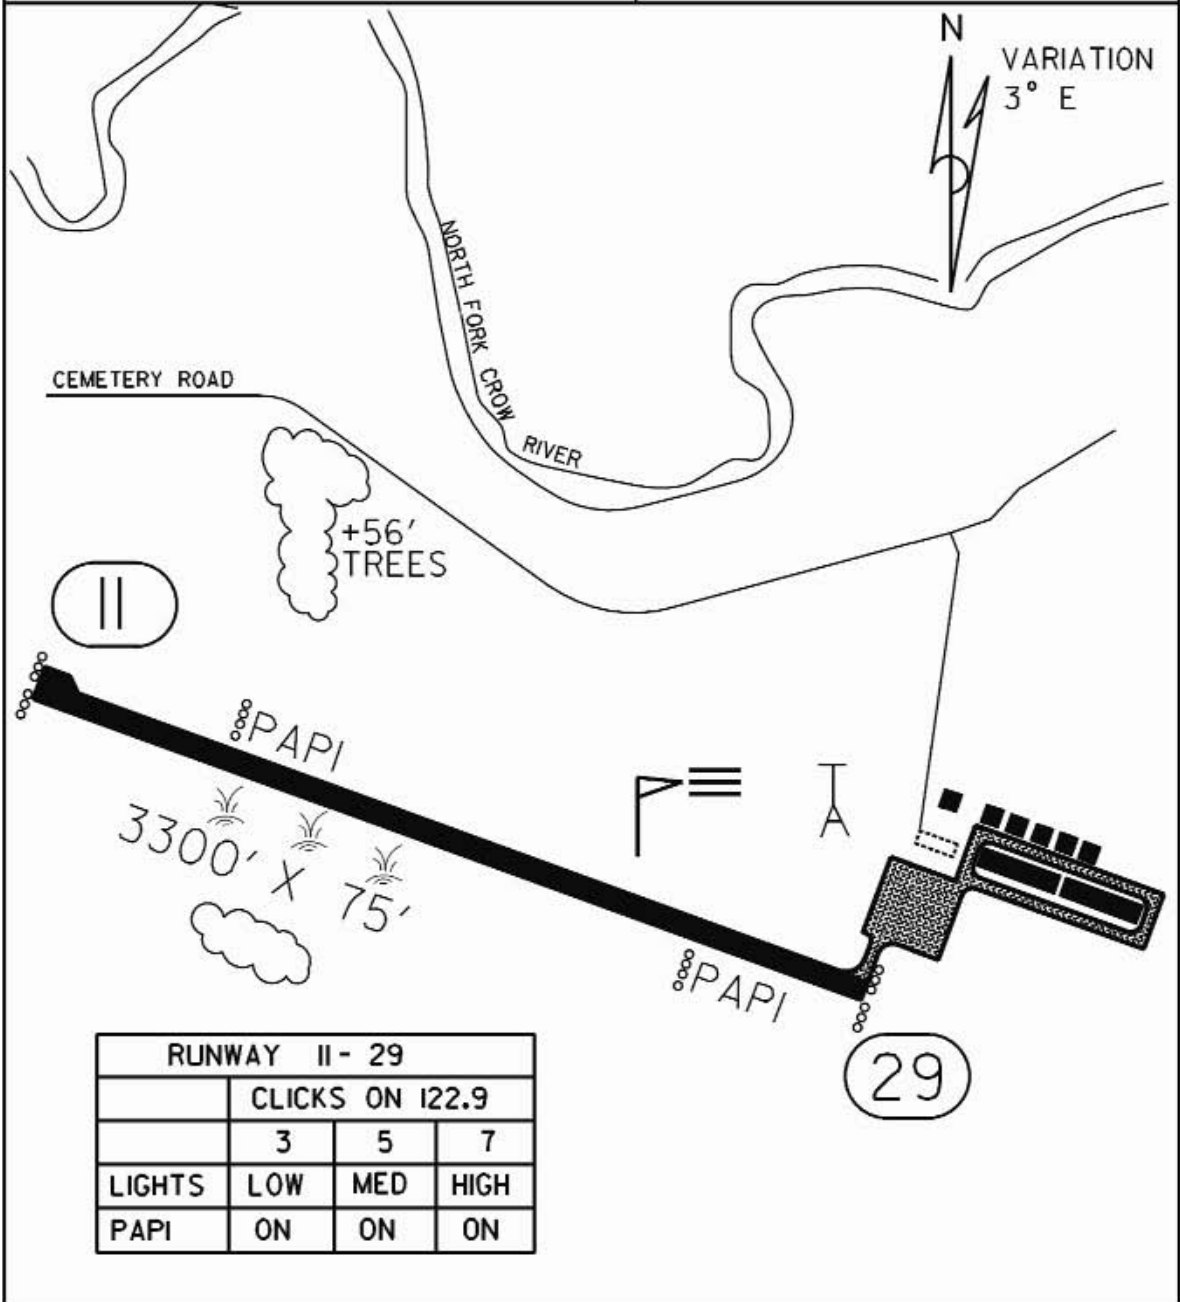 N
VARIATION
3° E
NORTH FORK CROW RIVER
CEMETERY ROAD
+56'
TREES
11
PAPI
3300' X 75'
PAPI
29
RUNWAY 11 - 29
CLICKS ON 122.9
3 5 7
LIGHTS LOW MED HIGH
PAPI ON ON ON